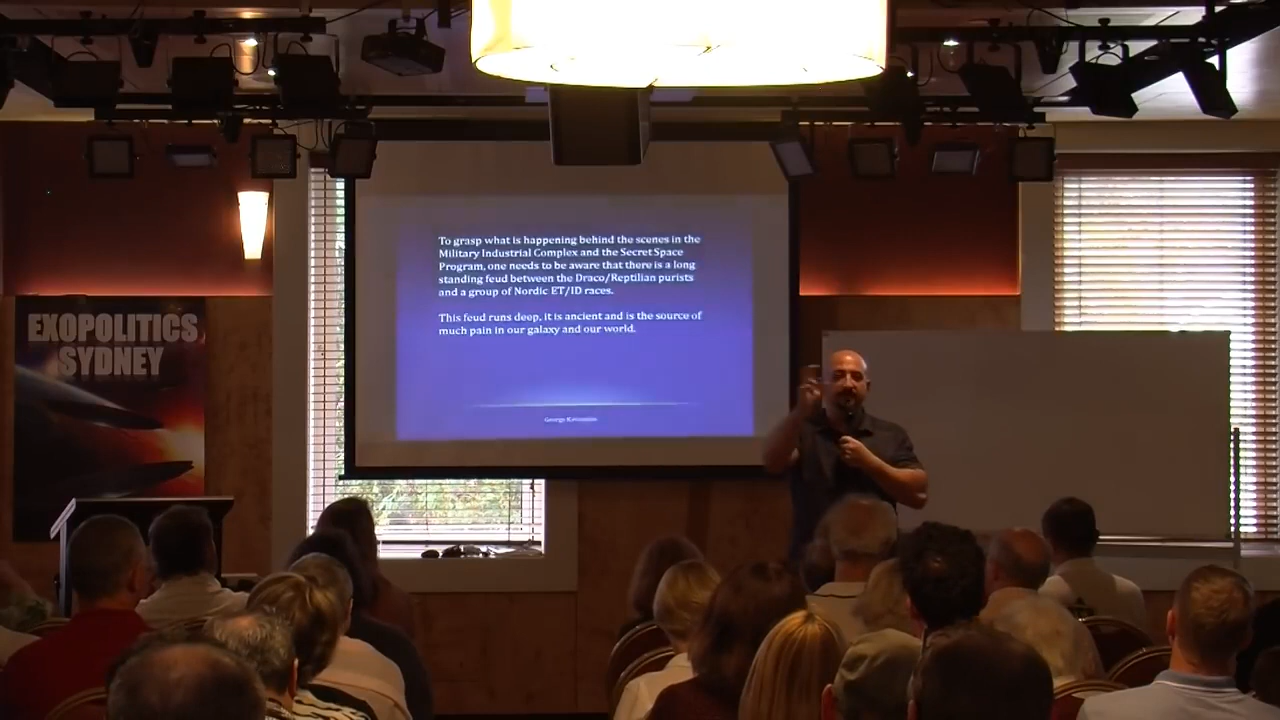 EXOPOLITICS
SYDNEY
To grasp what is happening behind the scenes in the
Military Industrial Complex and the Secret Space
Program, one needs to be aware that there is a long
standing feud between the Draco/Reptilian purists
and a group of Nordic ET/ID races.
This feud runs deep, it is ancient and is the source of
much pain in our galaxy and our world.
George